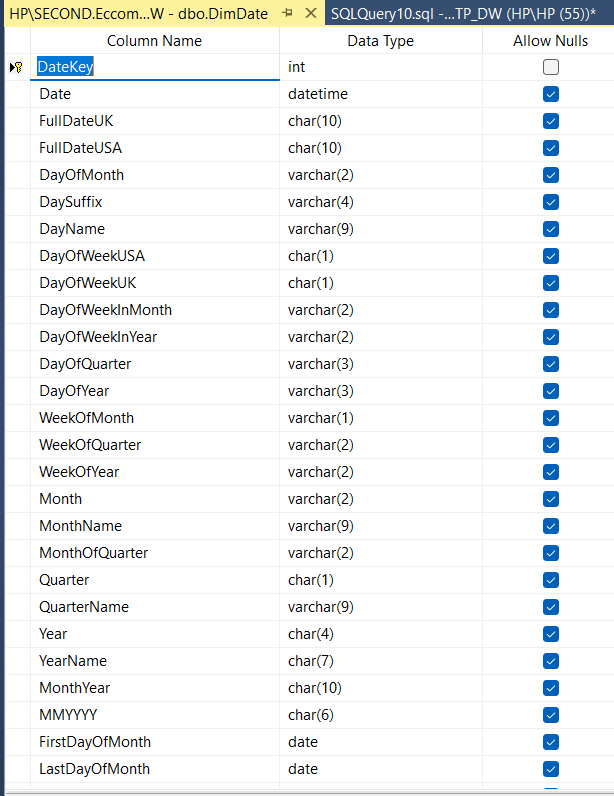 HP\SECOND.Eccom...W - dbo.DimDate SQLQuery10.sql -...TP_DW (HP\HP (55))*
Column Name Data Type Allow Nulls
DateKey int
Date datetime
FullDateUK char(10)
FullDateUSA char(10)
DayOfMonth varchar(2)
DaySuffix varchar(4)
DayName varchar(9)
DayOfWeekUSA char(1)
DayOfWeekUK char(1)
DayOfWeekInMonth varchar(2)
DayOfWeekInYear varchar(2)
DayOfQuarter varchar(3)
DayOfYear varchar(3)
WeekOfMonth varchar(1)
WeekOfQuarter varchar(2)
WeekOfYear varchar(2)
Month varchar(2)
MonthName varchar(9)
MonthOfQuarter varchar(2)
Quarter char(1)
QuarterName varchar(9)
Year char(4)
YearName char(7)
MonthYear char(10)
MMYYYY char(6)
FirstDayOfMonth date
LastDayOfMonth date